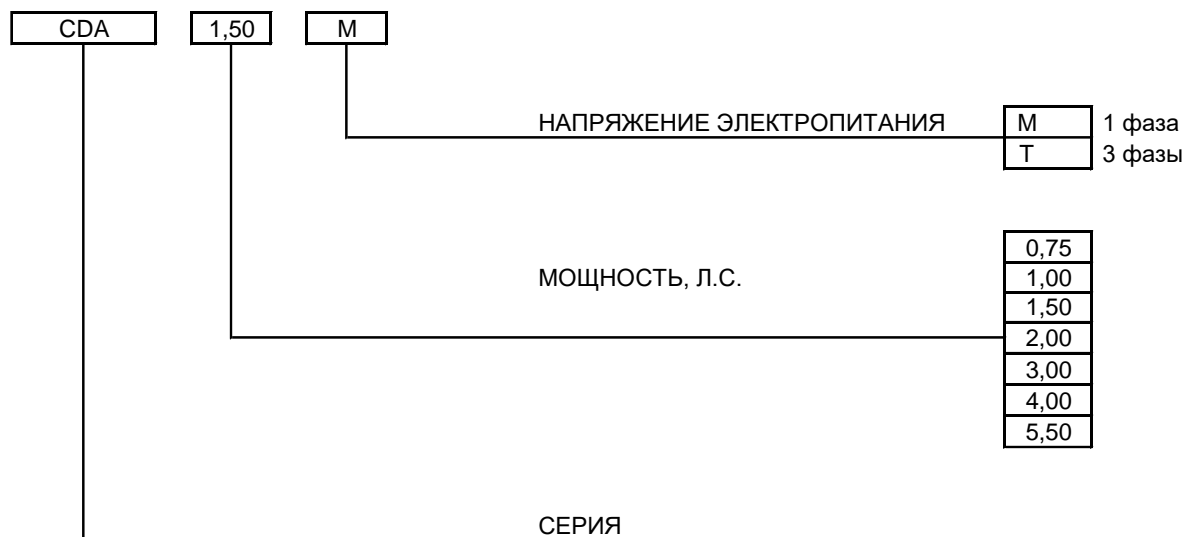 CDA 1,50 M
НАПРЯЖЕНИЕ ЭЛЕКТРОПИТАНИЯ M 1 фаза
T 3 фазы
0,75
МОЩНОСТЬ, Л.С. 1,00
1,50
2,00
3,00
4,00
5,50
СЕРИЯ